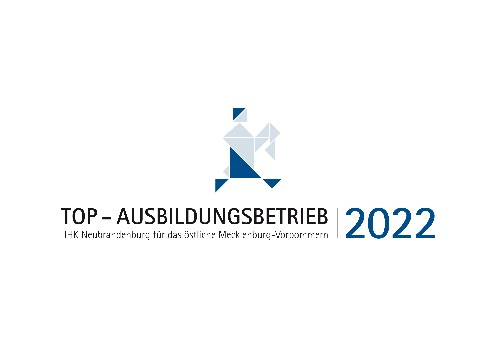 TOP – AUSBILDUNGSBETRIEB | 2022
IHK Neubrandenburg für das östliche Mecklenburg-Vorpommern